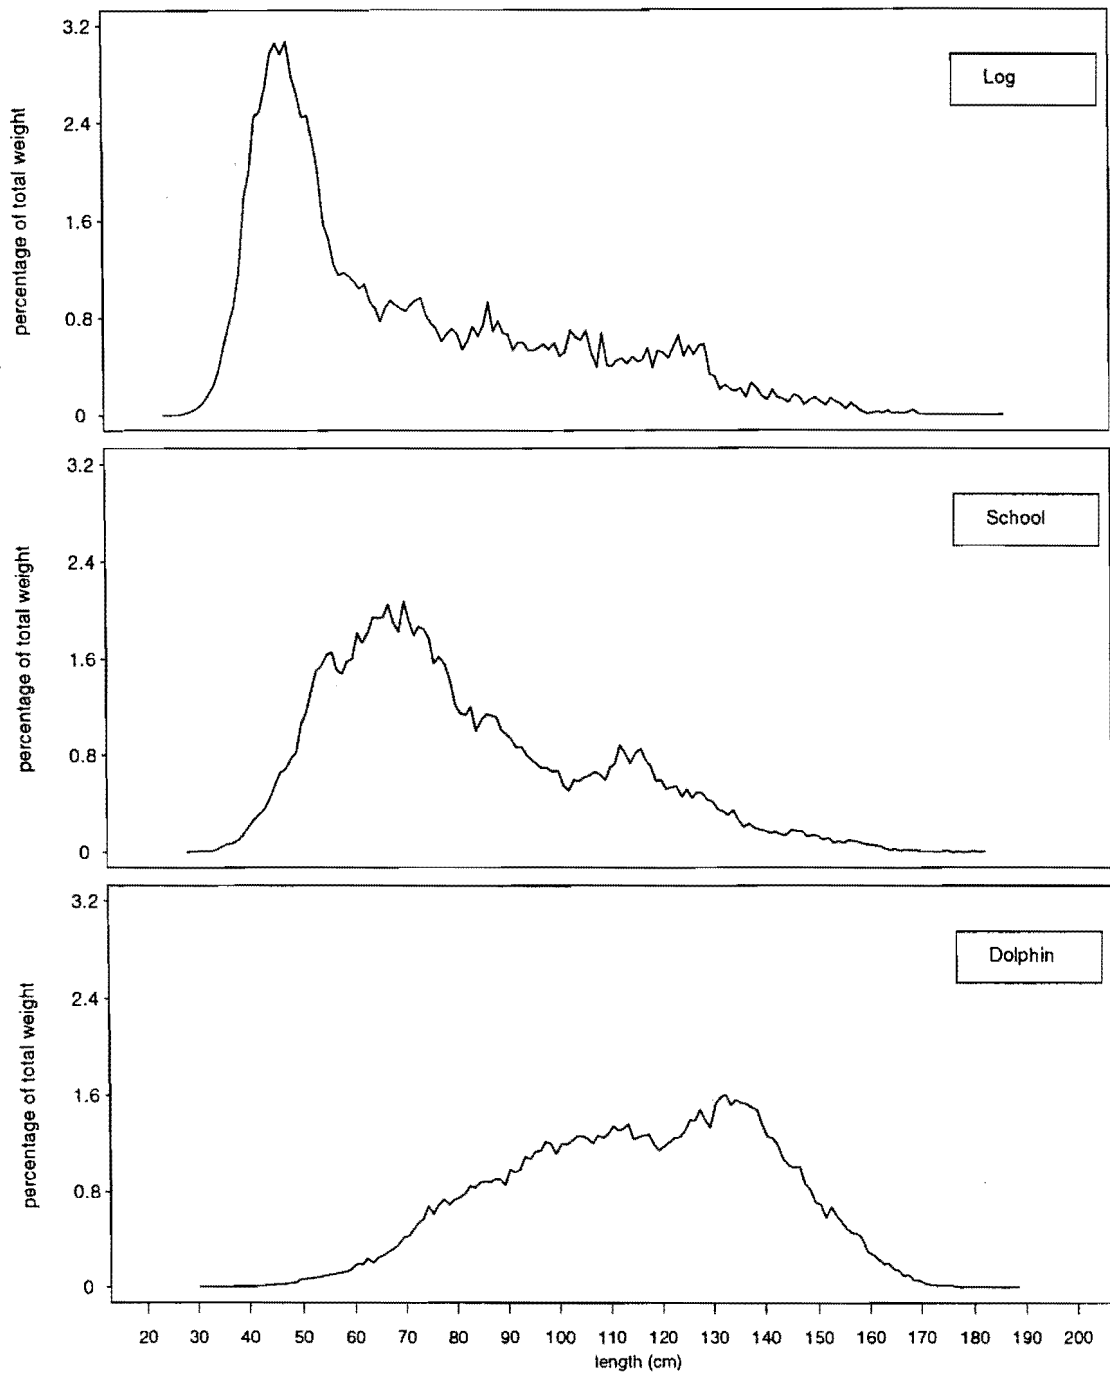 3.2
Log
2.4
percentage of total weight
1.6
0.8
0
3.2
School
2.4
percentage of total weight
1.6
0.8
0
3.2
Dolphin
2.4
percentage of total weight
1.6
0.8
0
20 30 40 50 60 70 80 90 100 110 120 130 140 150 160 170 180 190 200
length (cm)